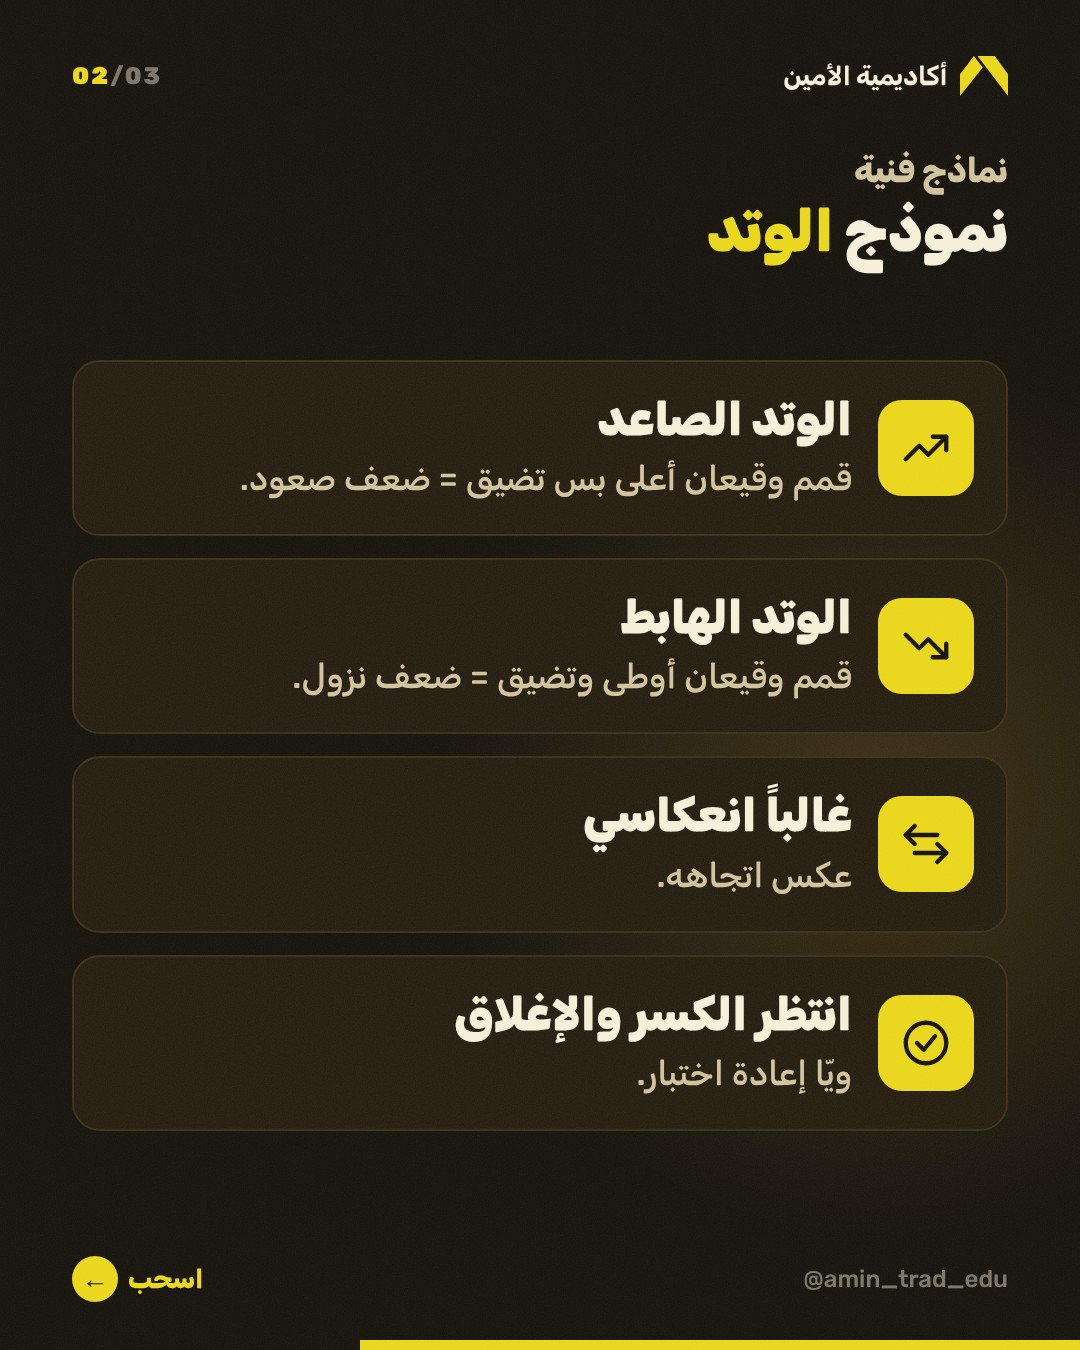 أكاديمية الأمين
02/03
نماذج فنية
نموذج الوتد
الوتد الصاعد
قمم وقيعان أعلى بس تضيق = ضعف صعود.
الوتد الهابط
قمم وقيعان أوطى وتضيق = ضعف نزول.
غالباً انعكاسي
عكس اتجاهه.
انتظر الكسر والإغلاق
ويّا إعادة اختبار.
@amin_trad_edu
اسحب ←